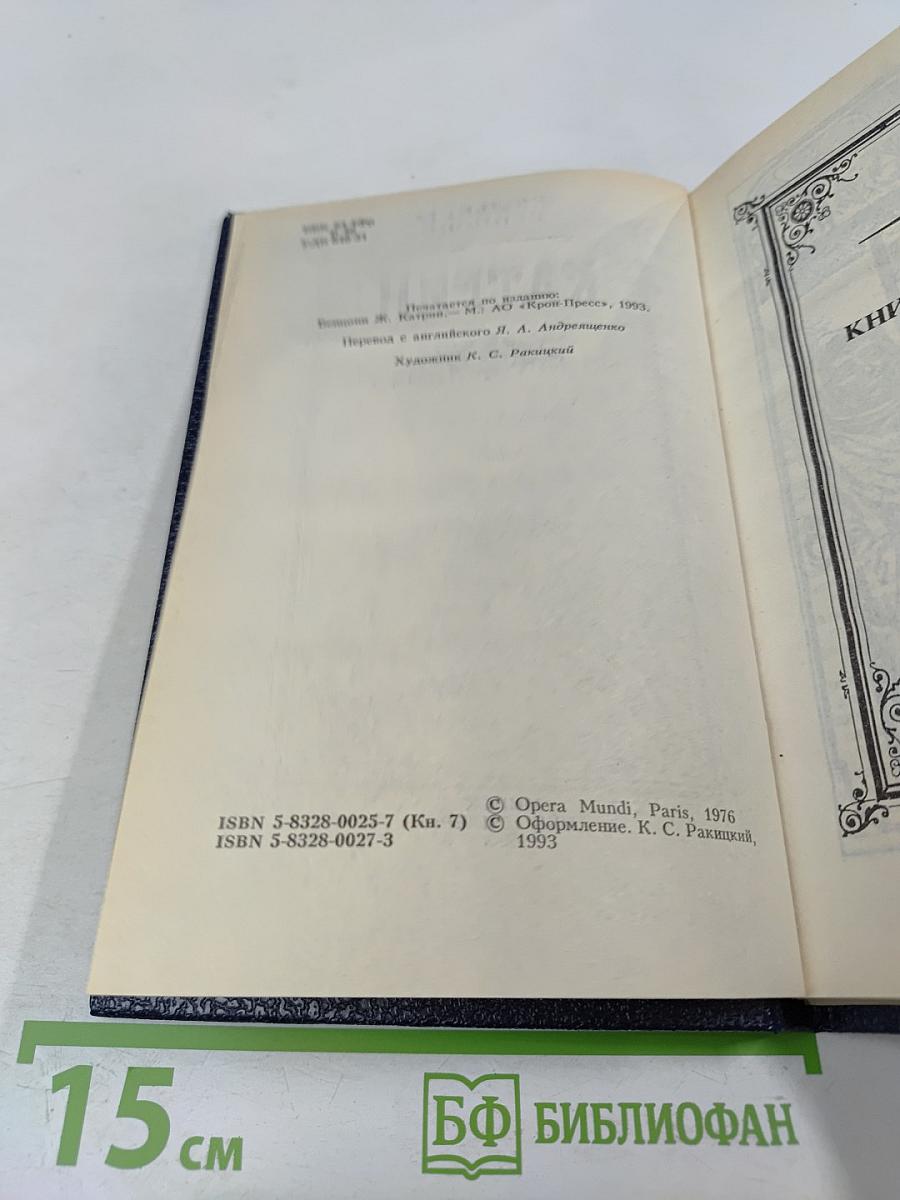 Печатается по изданию:
Бенцони Ж. Катрин.— М.: АО «Крон-Пресс», 1993.
Перевод с английского Я. А. Андреященко
Художник К. С. Ракицкий
ISBN 5-8328-0025-7 (Кн. 7)
ISBN 5-8328-0027-3
© Opera Mundi, Paris, 1976
© Оформление. К. С. Ракицкий,
1993
КНИ
15 см
БФ БИБЛИОФАН